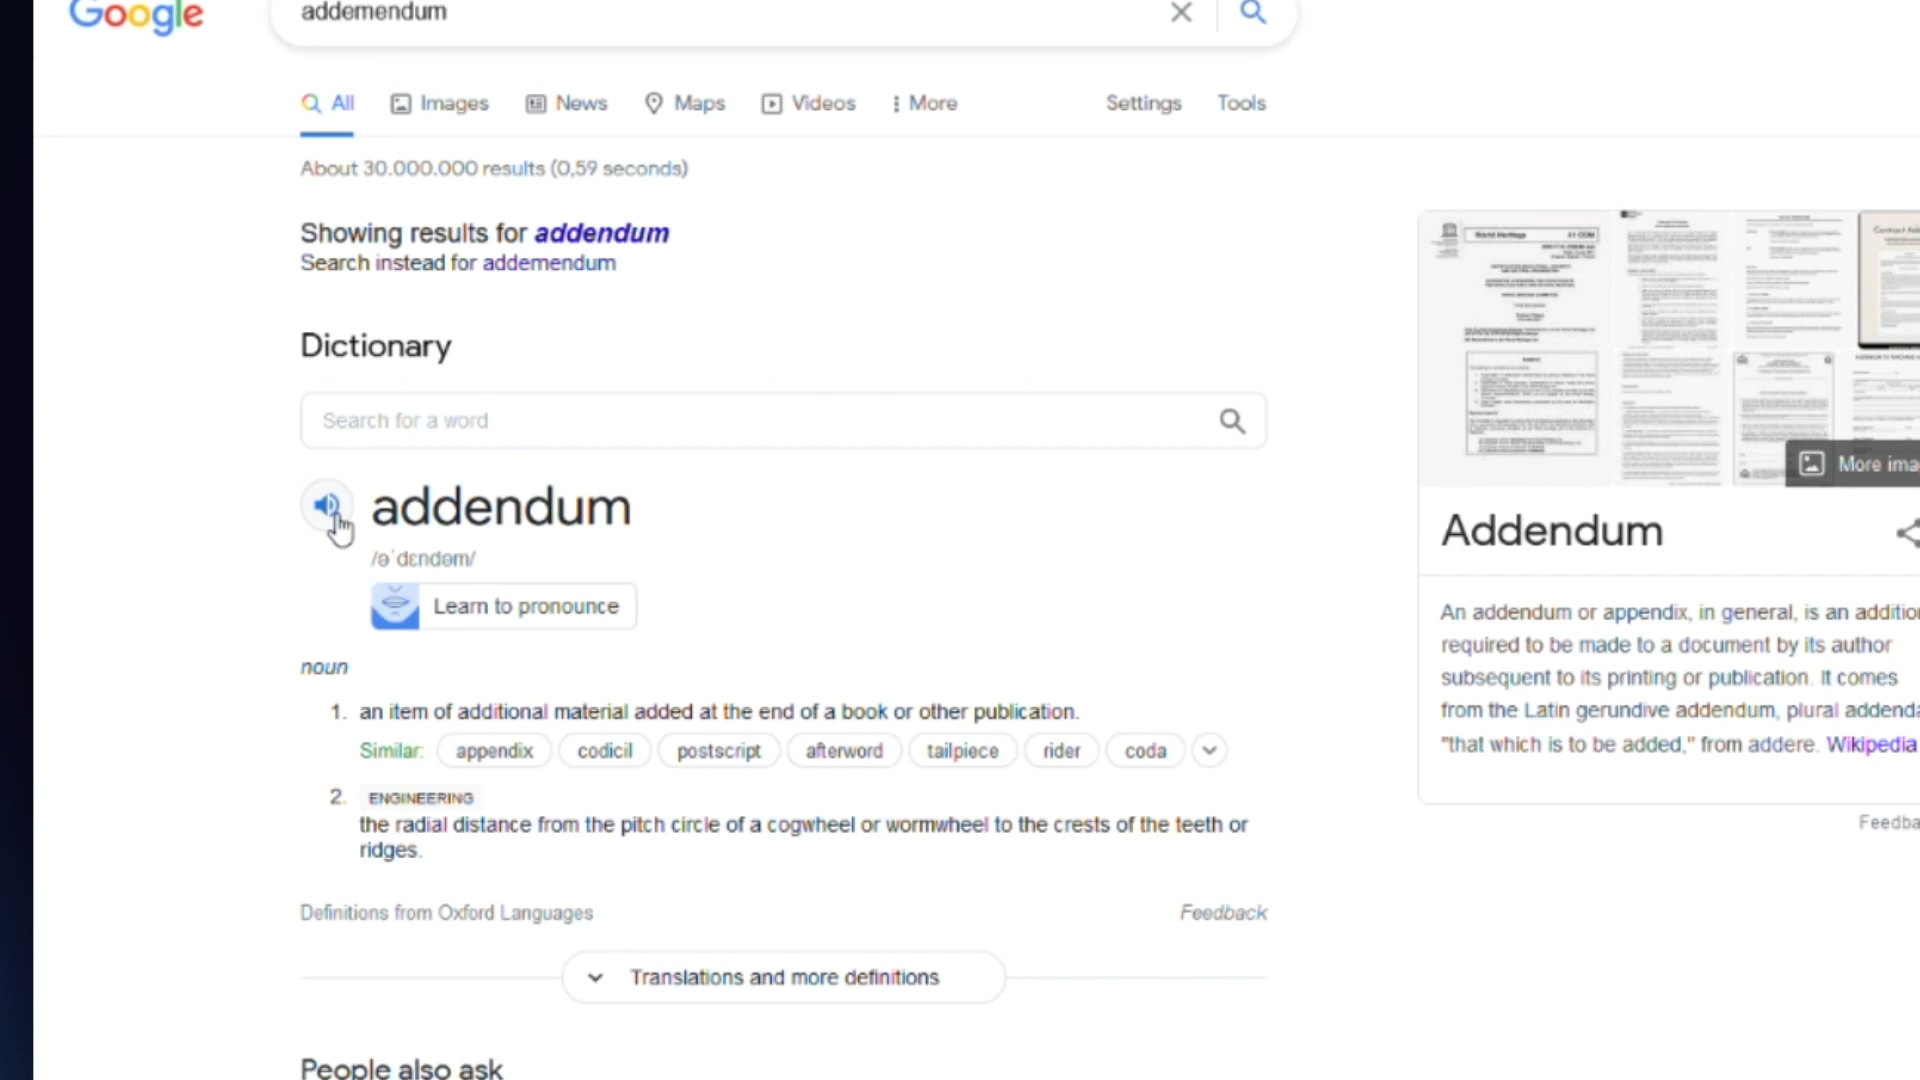 Google
addemendum
All Images News Maps Videos More Settings Tools
About 30.000.000 results (0,59 seconds)
Showing results for addendum
Search instead for addemendum
Dictionary
Search for a word
addendum
/əˈdɛndəm/
Learn to pronounce
noun
1. an item of additional material added at the end of a book or other publication.
Similar: appendix codicil postscript afterword tailpiece rider coda
2. ENGINEERING
the radial distance from the pitch circle of a cogwheel or wormwheel to the crests of the teeth or
ridges.
Definitions from Oxford Languages Feedback
Translations and more definitions
People also ask
World Heritage 41 COM
More ima
Addendum
An addendum or appendix, in general, is an additio
required to be made to a document by its author
subsequent to its printing or publication. It comes
from the Latin gerundive addendum, plural addenda
"that which is to be added," from addere. Wikipedia
Feedba